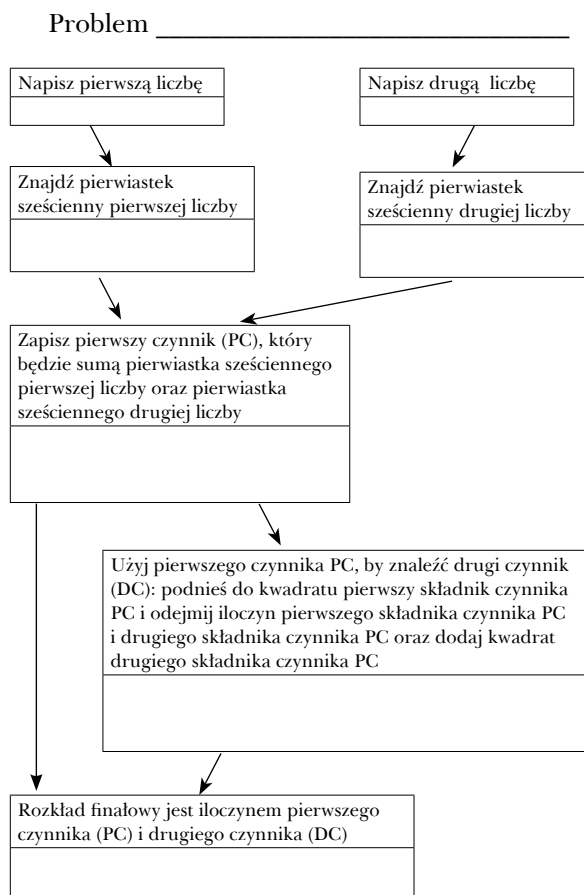 Problem _______________________________
Napisz pierwszą liczbę
Napisz drugą liczbę
Znajdź pierwiastek
sześcienny pierwszej liczby
Znajdź pierwiastek
sześcienny drugiej liczby
Zapisz pierwszy czynnik (PC), który
będzie sumą pierwiastka sześciennego
pierwszej liczby oraz pierwiastka
sześciennego drugiej liczby
Użyj pierwszego czynnika PC, by znaleźć drugi czynnik
(DC): podnieś do kwadratu pierwszy składnik czynnika
PC i odejmij iloczyn pierwszego składnika czynnika PC
i drugiego składnika czynnika PC oraz dodaj kwadrat
drugiego składnika czynnika PC
Rozkład finałowy jest iloczynem pierwszego
czynnika (PC) i drugiego czynnika (DC)